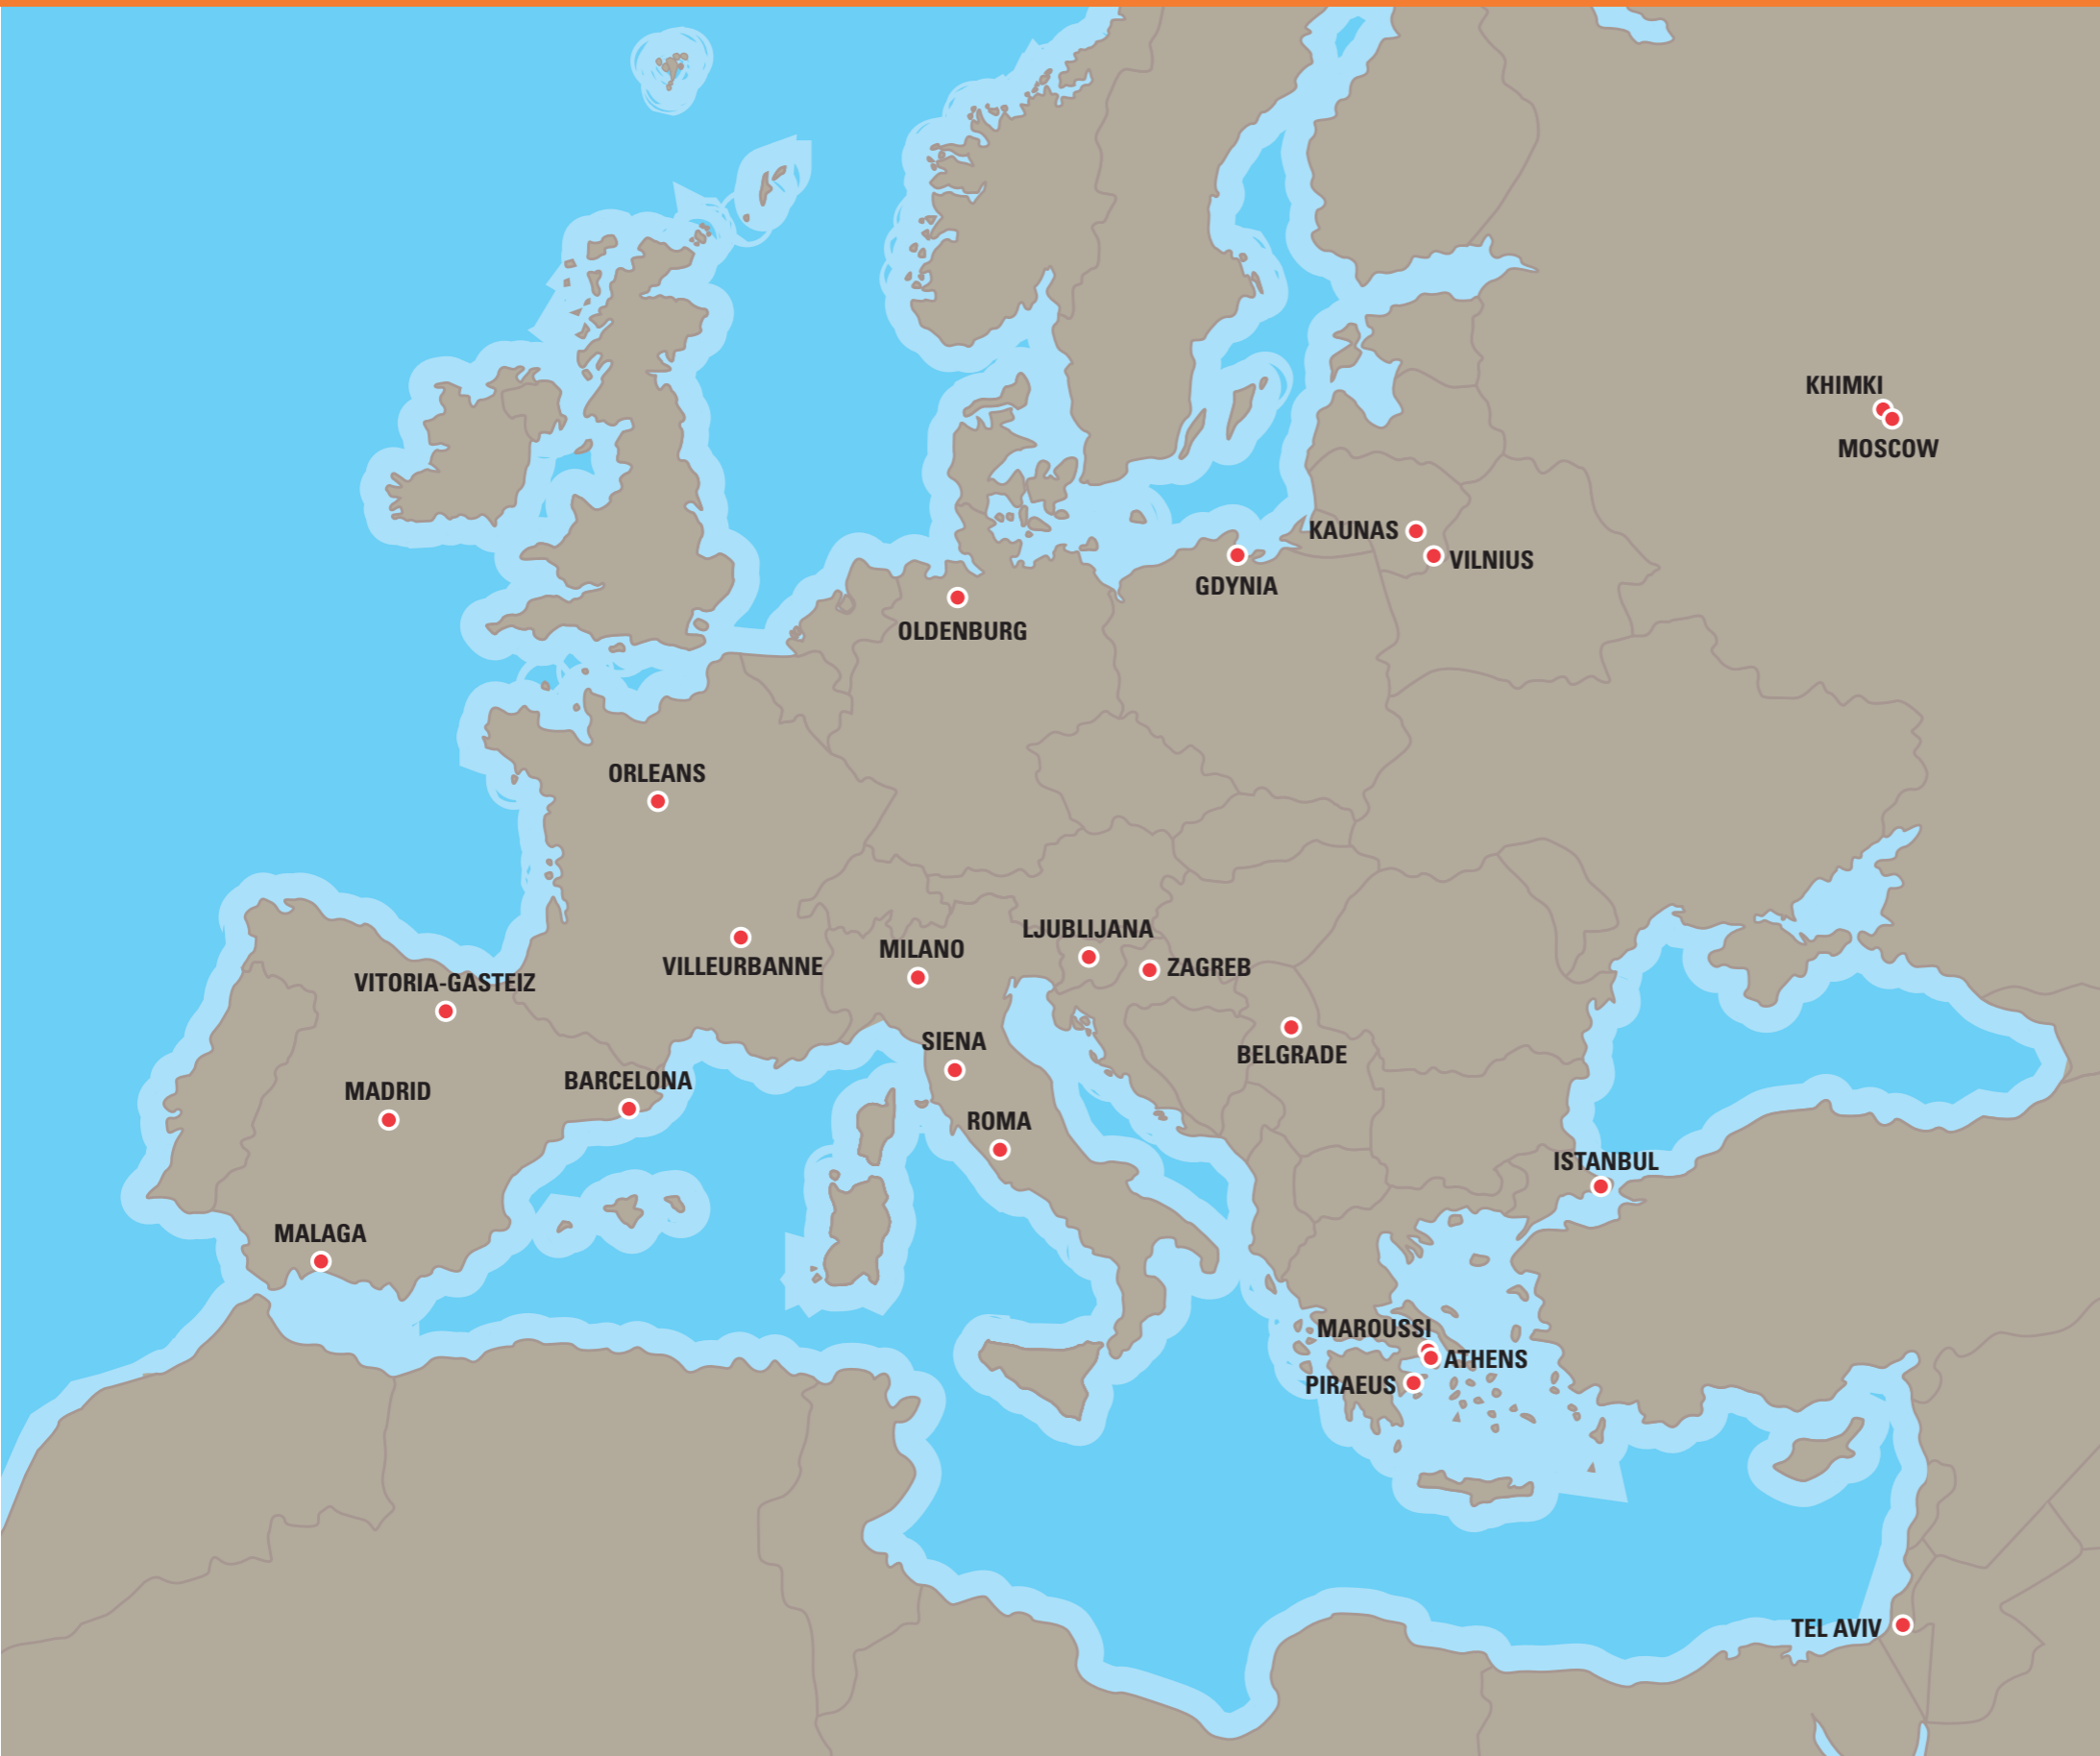 KHIMKI
MOSCOW
KAUNAS
VILNIUS
GDYNIA
OLDENBURG
ORLEANS
LJUBLIJANA
MILANO
VILLEURBANNE
ZAGREB
VITORIA-GASTEIZ
SIENA
BELGRADE
BARCELONA
MADRID
ROMA
ISTANBUL
MALAGA
MAROUSSI
ATHENS
PIRAEUS
TEL AVIV